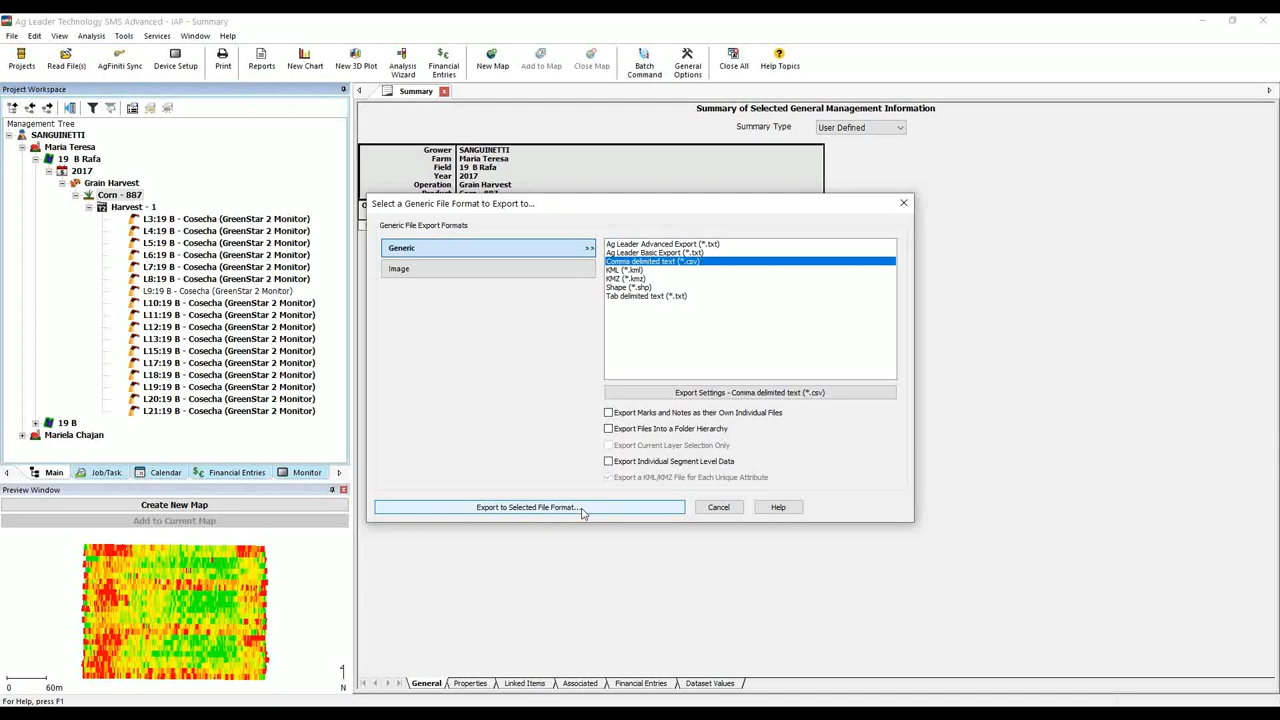 Ag Leader Technology SMS Advanced - IAP - Summary
File Edit View Analysis Tools Services Window Help
Projects Read File(s) AgFiniti Sync Device Setup Print Reports New Chart New 3D Plot Analysis Wizard Financial Entries New Map Add to Map Close Map Batch Command General Options Close All Help Topics
Project Workspace
Management Tree
SANGUINETTI
Maria Teresa
19 B Rafa
2017
Grain Harvest
Corn - 887
Harvest - 1
L3:19 B - Cosecha (GreenStar 2 Monitor)
L4:19 B - Cosecha (GreenStar 2 Monitor)
L5:19 B - Cosecha (GreenStar 2 Monitor)
L6:19 B - Cosecha (GreenStar 2 Monitor)
L7:19 B - Cosecha (GreenStar 2 Monitor)
L8:19 B - Cosecha (GreenStar 2 Monitor)
L9:19 B - Cosecha (GreenStar 2 Monitor)
L10:19 B - Cosecha (GreenStar 2 Monitor)
L11:19 B - Cosecha (GreenStar 2 Monitor)
L12:19 B - Cosecha (GreenStar 2 Monitor)
L13:19 B - Cosecha (GreenStar 2 Monitor)
L15:19 B - Cosecha (GreenStar 2 Monitor)
L17:19 B - Cosecha (GreenStar 2 Monitor)
L18:19 B - Cosecha (GreenStar 2 Monitor)
L19:19 B - Cosecha (GreenStar 2 Monitor)
L20:19 B - Cosecha (GreenStar 2 Monitor)
L21:19 B - Cosecha (GreenStar 2 Monitor)
19 B
Mariela Chajan
Main Job/Task Calendar Financial Entries Monitor
Preview Window
Create New Map
Add to Current Map
0 60m
N
Summary
Summary of Selected General Management Information
Summary Type User Defined
Grower SANGUINETTI
Farm Maria Teresa
Field 19 B Rafa
Year 2017
Operation Grain Harvest
Select a Generic File Format to Export to...
Generic File Export Formats
Generic >>
Image
Ag Leader Advanced Export (*.txt)
Ag Leader Basic Export (*.txt)
Comma delimited text (*.csv)
KML (*.kml)
KMZ (*.kmz)
Shape (*.shp)
Tab delimited text (*.txt)
Export Settings - Comma delimited text (*.csv)
Export Marks and Notes as their Own Individual Files
Export Files Into a Folder Hierarchy
Export Current Layer Selection Only
Export Individual Segment Level Data
Export a KML/KMZ File for Each Unique Attribute
Export to Selected File Format...
Cancel
Help
General Properties Linked Items Associated Financial Entries Dataset Values
For Help, press F1